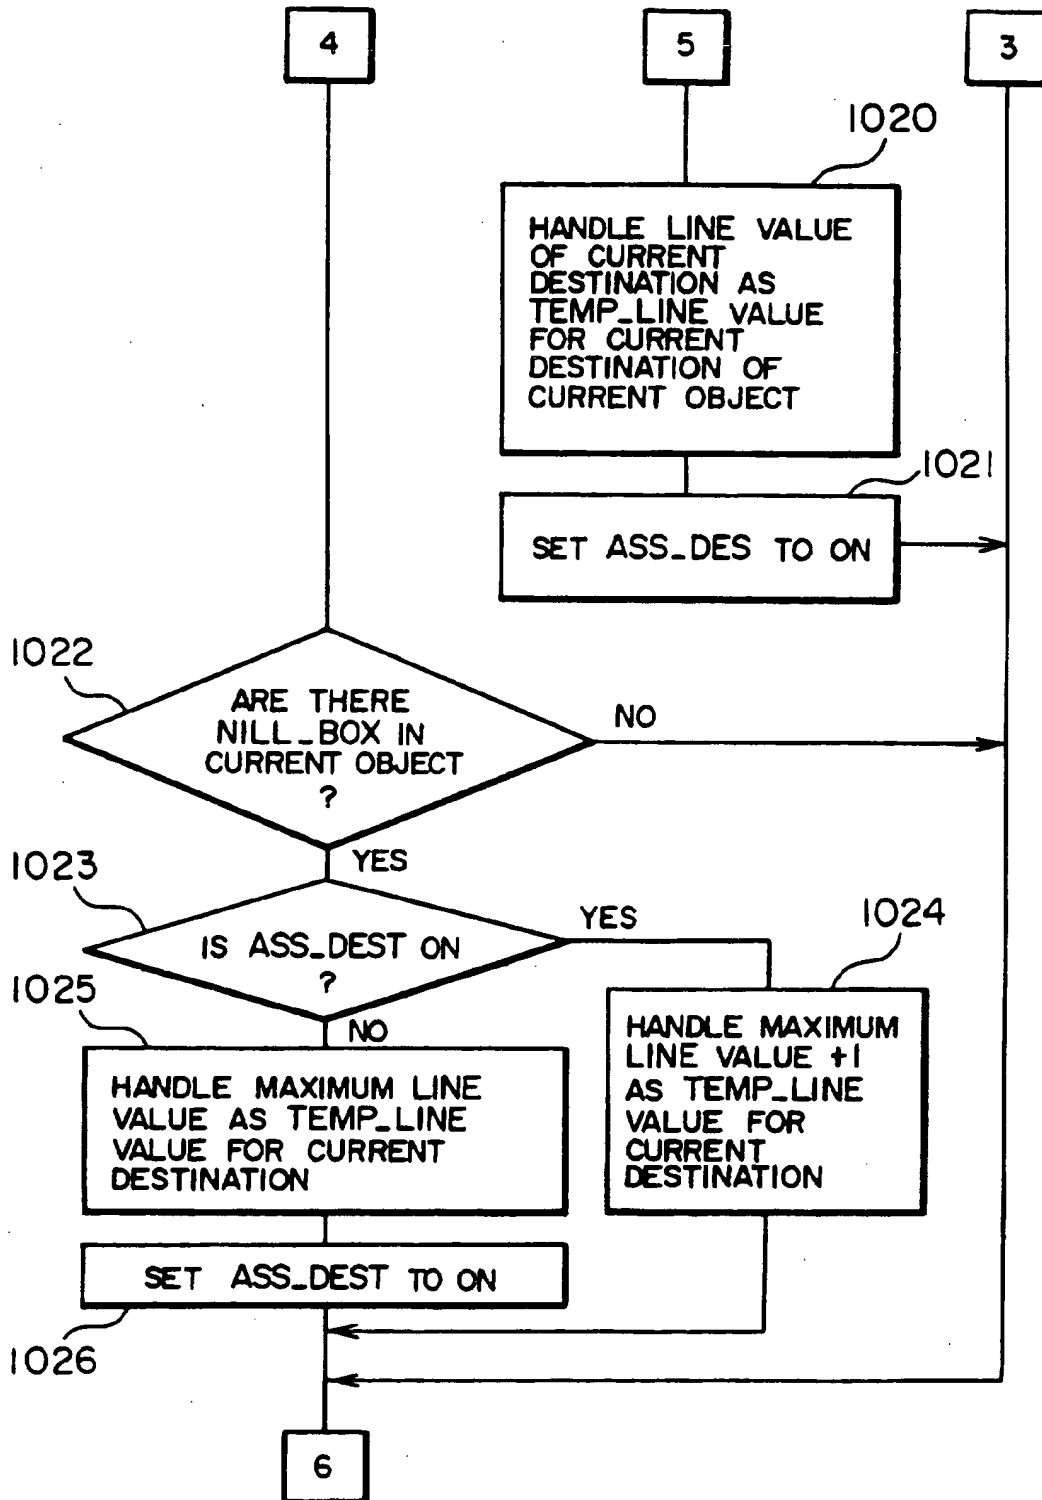 4
5
3
1020
HANDLE LINE VALUE
OF CURRENT
DESTINATION AS
TEMP_LINE VALUE
FOR CURRENT
DESTINATION OF
CURRENT OBJECT
1021
SET ASS_DES TO ON
1022
ARE THERE
NILL_BOX IN
CURRENT OBJECT
?
NO
YES
1023
IS ASS_DEST ON
?
YES
1024
NO
1025
HANDLE MAXIMUM LINE
VALUE AS TEMP_LINE
VALUE FOR CURRENT
DESTINATION
HANDLE MAXIMUM
LINE VALUE +1
AS TEMP_LINE
VALUE FOR
CURRENT
DESTINATION
SET ASS_DEST TO ON
1026
6